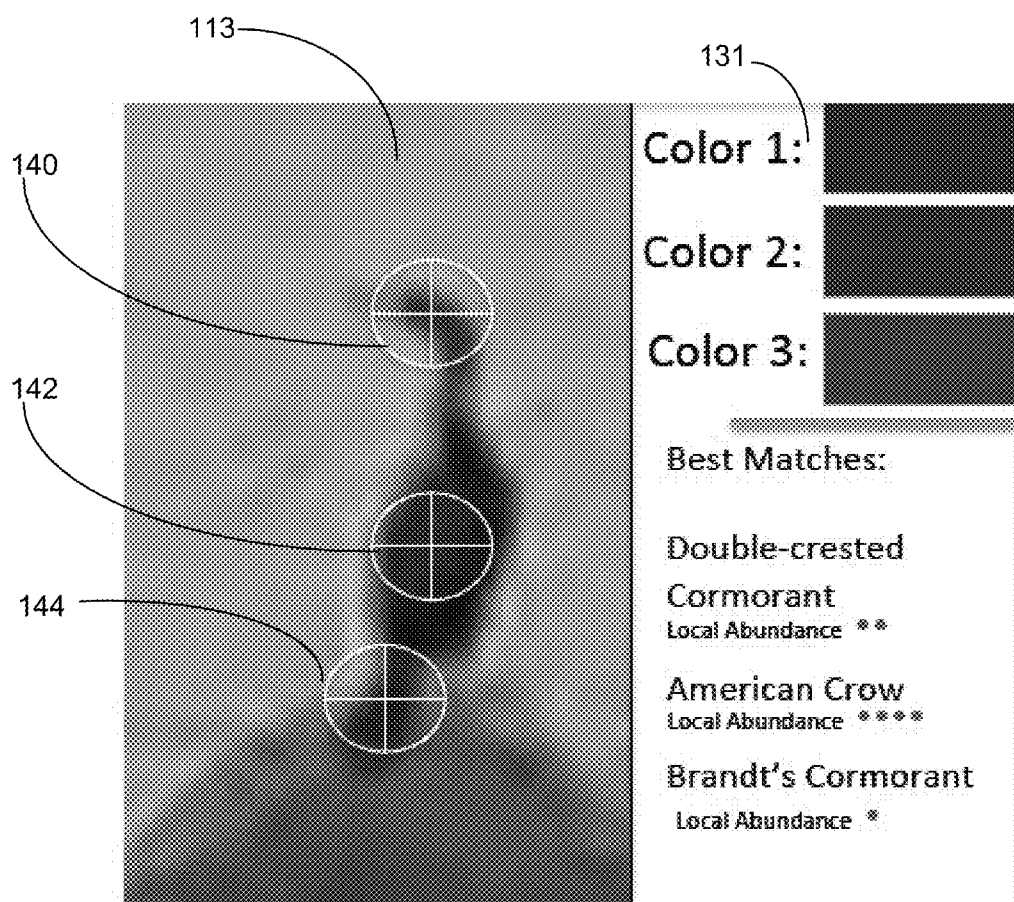 113
131
140
142
144
Color 1:
Color 2:
Color 3:
Best Matches:
Double-crested
Cormorant
Local Abundance **
American Crow
Local Abundance ****
Brandt's Cormorant
Local Abundance *